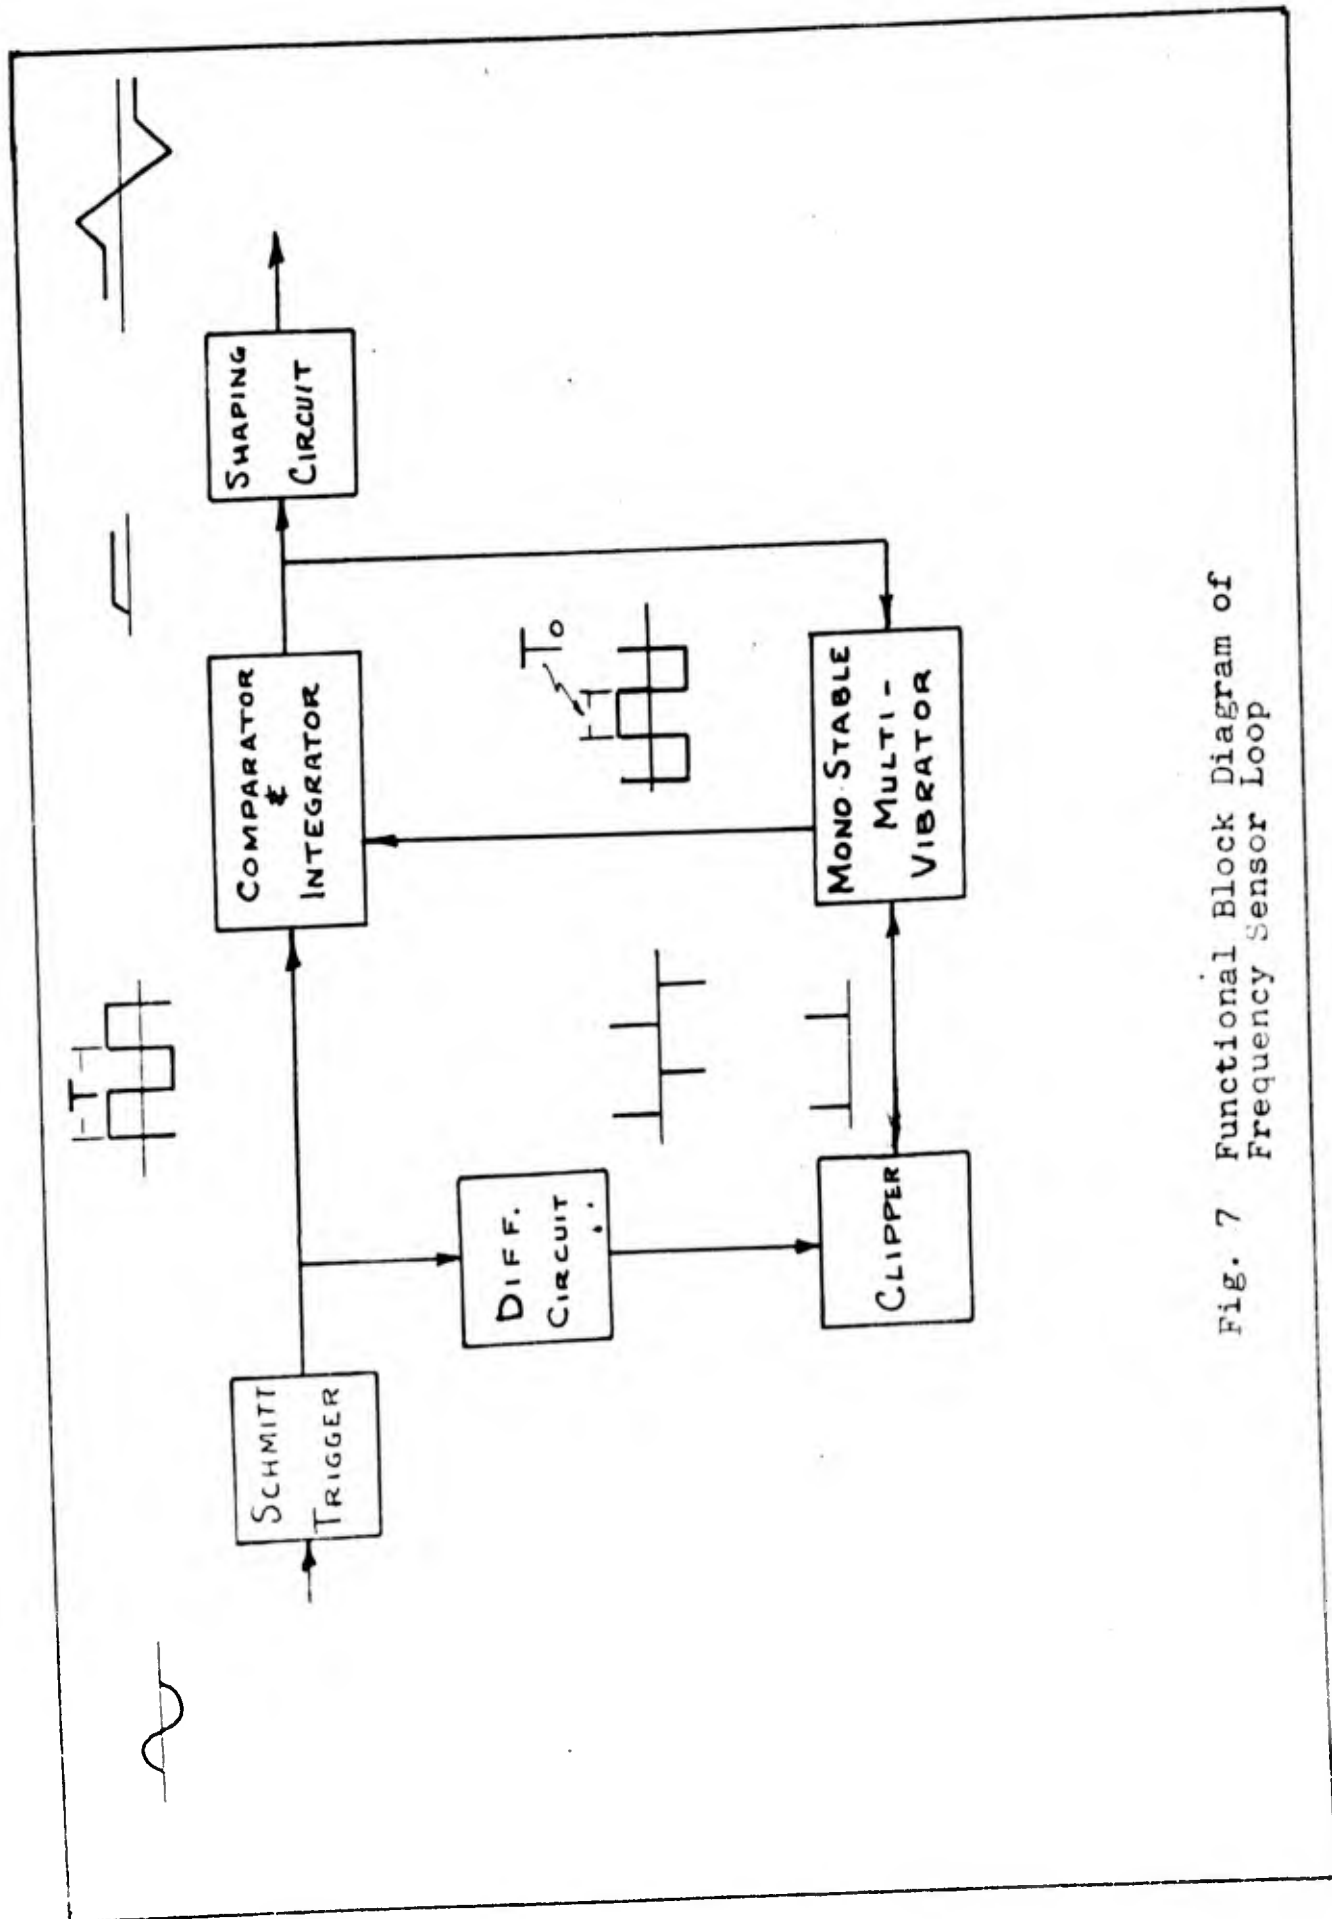 T
SCHMITT
TRIGGER
COMPARATOR
&
INTEGRATOR
SHAPING
CIRCUIT
DIFF.
CIRCUIT
To
CLIPPER
MONO STABLE
MULTI-
VIBRATOR
Fig. 7 Functional Block Diagram of
Frequency Sensor Loop